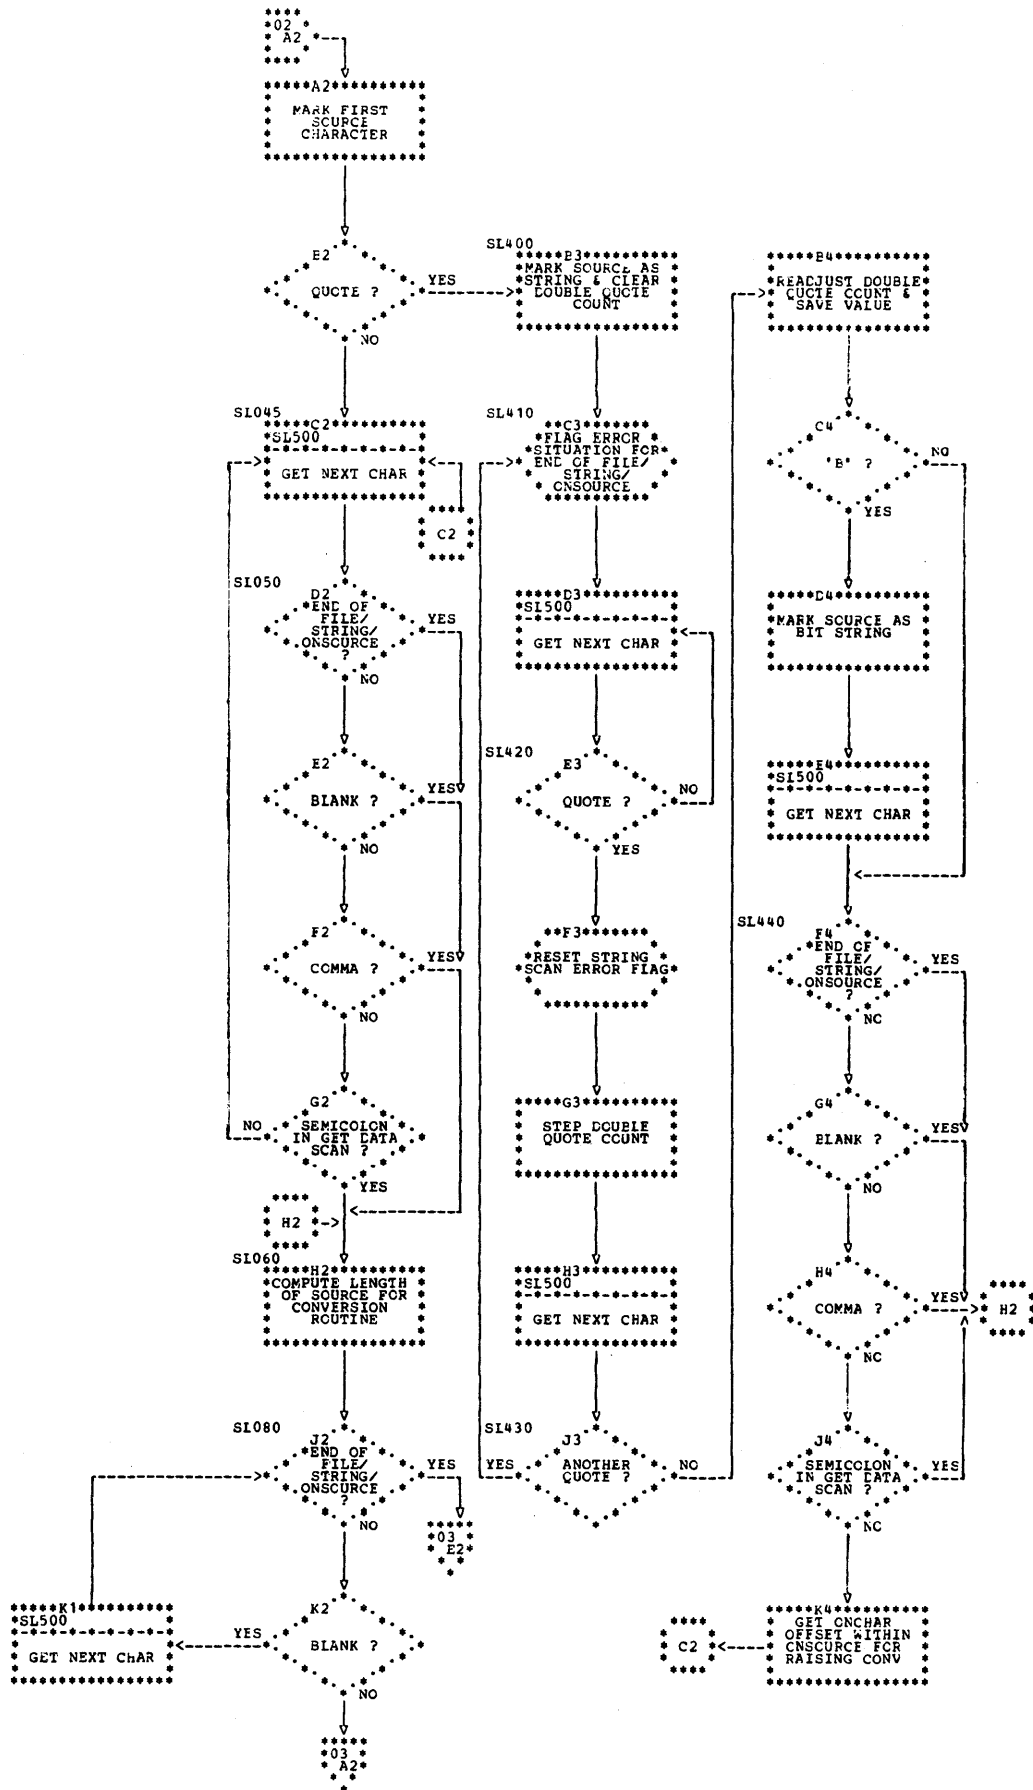 02
A2
A2
MARK FIRST
SCURCE
CHARACTER
E2
QUOTE ?
YES
NO
SL400
B3
MARK SOURCE AS
STRING & CLEAR
DOUBLE QUOTE
COUNT
B4
READJUST DOUBLE
CUCTE CCUNT &
SAVE VALUE
SL045
C2
SL500
GET NEXT CHAR
C2
SL410
C3
FLAG ERROR
SITUATION FOR
END OF FILE/
STRING/
ONSOURCE
C4
'B' ?
NO
YES
SL050
D2
END OF
FILE/
STRING/
ONSOURCE
?
YES
NO
D3
SL500
GET NEXT CHAR
D4
MARK SOURCE AS
BIT STRING
E2
BLANK ?
YES
NO
SL420
E3
QUOTE ?
NO
YES
E4
SL500
GET NEXT CHAR
F2
COMMA ?
YES
NO
F3
RESET STRING
SCAN ERROR FLAG
SL440
F4
END OF
FILE/
STRING/
ONSOURCE
?
YES
NC
G2
SEMICOLON
IN GET DATA
SCAN ?
NO
YES
G3
STEP DOUBLE
QUOTE COUNT
G4
BLANK ?
YES
NO
H2
SL060
H2
COMPUTE LENGTH
OF SOURCE FOR
CONVERSION
ROUTINE
H3
SL500
GET NEXT CHAR
H4
COMMA ?
YES
NC
H2
SL080
J2
END OF
FILE/
STRING/
ONSCURCE
?
YES
NO
03
E2
SL430
J3
ANOTHER
QUOTE ?
YES
NO
J4
SEMICOLON
IN GET DATA
SCAN ?
YES
NC
K1
SL500
GET NEXT CHAR
K2
BLANK ?
YES
NO
C2
K4
GET CNCHAR
OFFSET WITHIN
CNSCURCE FOR
RAISING CONV
03
A2